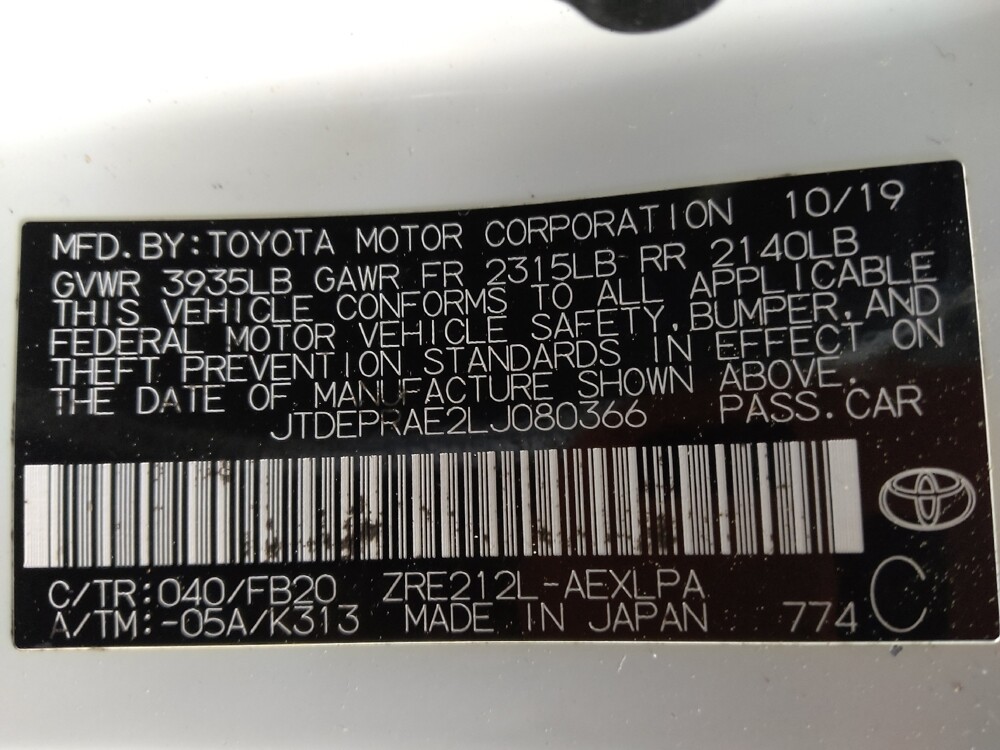 MFD.BY:TOYOTA MOTOR CORPORATION 10/19
GVWR 3935LB GAWR FR 2315LB RR 2140LB
THIS VEHICLE CONFORMS TO ALL APPLICABLE
FEDERAL MOTOR VEHICLE SAFETY,BUMPER,AND
THEFT PREVENTION STANDARDS IN EFFECT ON
THE DATE OF MANUFACTURE SHOWN ABOVE.
JTDEPRAE2LJ080366 PASS.CAR
C/TR:040/FB20 ZRE212L-AEXLPA
A/TM:-05A/K313 MADE IN JAPAN 774 C